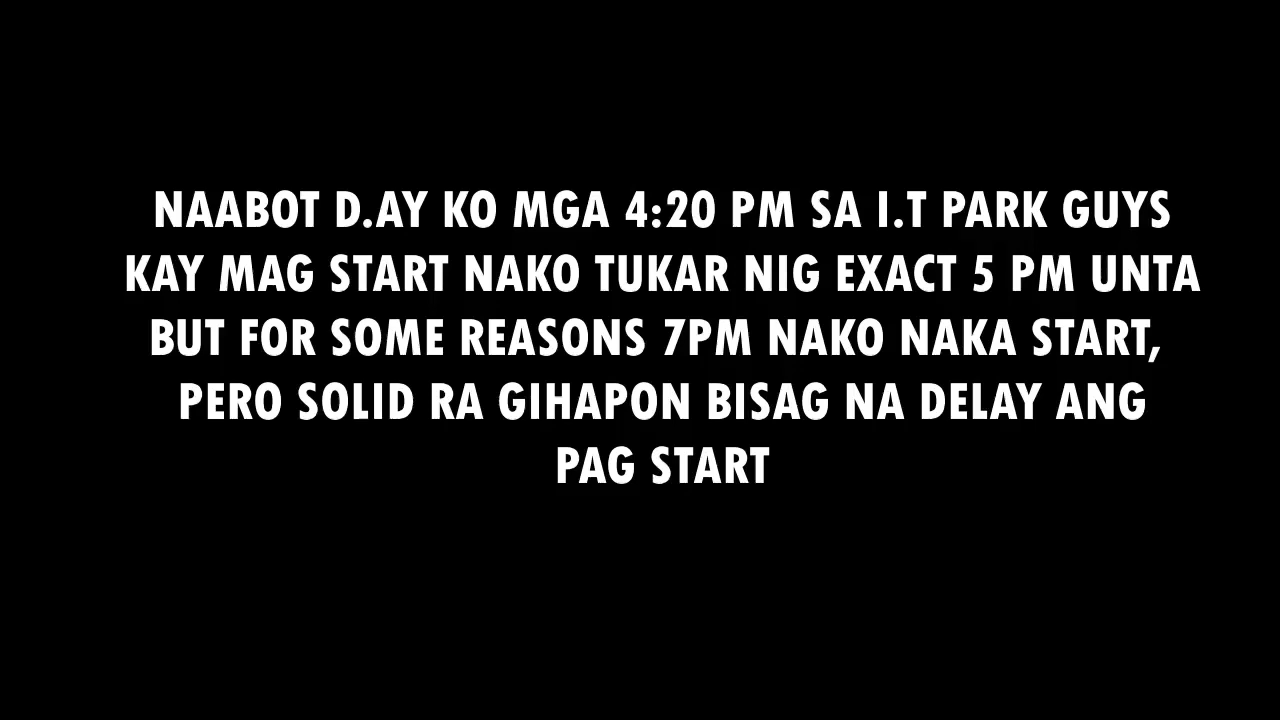 NAABOT D.AY KO MGA 4:20 PM SA I.T PARK GUYS
KAY MAG START NAKO TUKAR NIG EXACT 5 PM UNTA
BUT FOR SOME REASONS 7PM NAKO NAKA START,
PERO SOLID RA GIHAPON BISAG NA DELAY ANG
PAG START